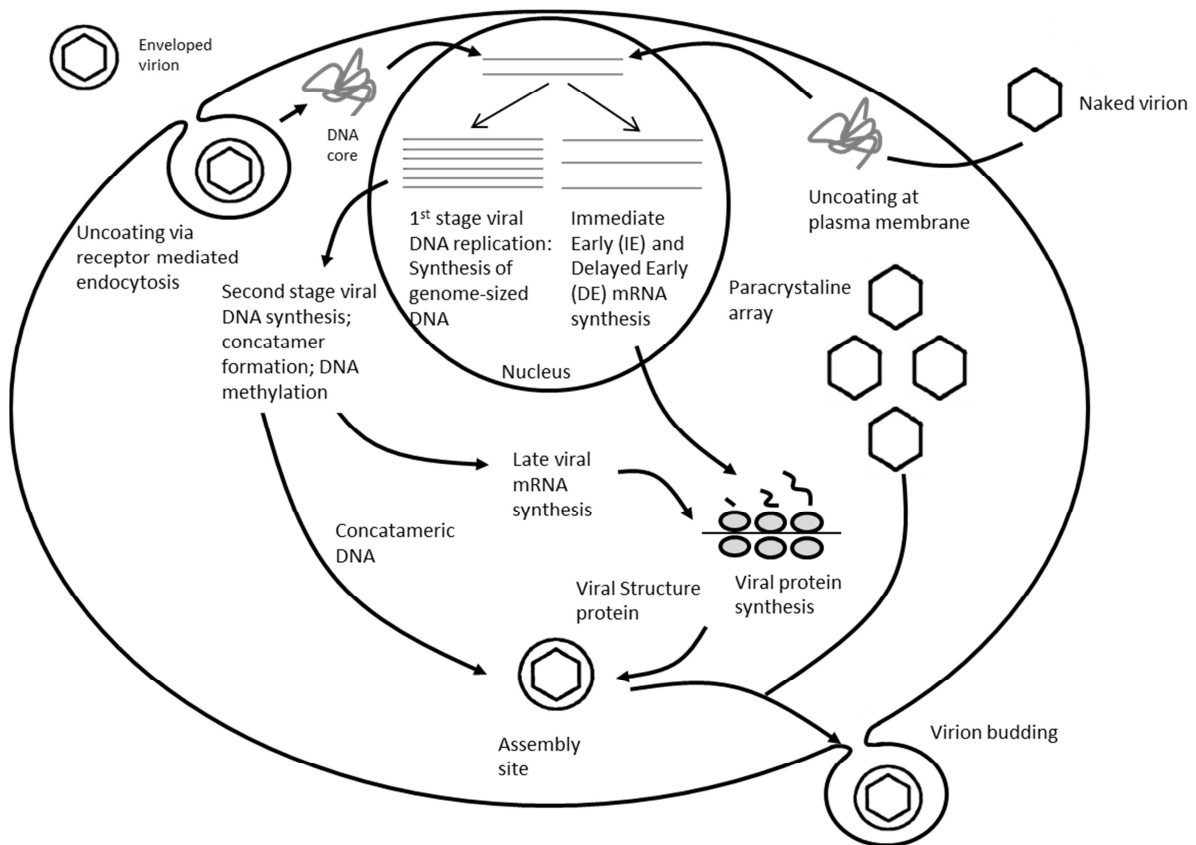 Enveloped
virion
DNA
core
Naked virion
Uncoating at
plasma membrane
Uncoating via
receptor mediated
endocytosis
1st stage viral
DNA replication:
Synthesis of
genome-sized
DNA
Immediate
Early (IE) and
Delayed Early
(DE) mRNA
synthesis
Nucleus
Second stage viral
DNA synthesis;
concatamer
formation; DNA
methylation
Paracrystaline
array
Late viral
mRNA
synthesis
Concatameric
DNA
Viral Structure
protein
Viral protein
synthesis
Assembly
site
Virion budding